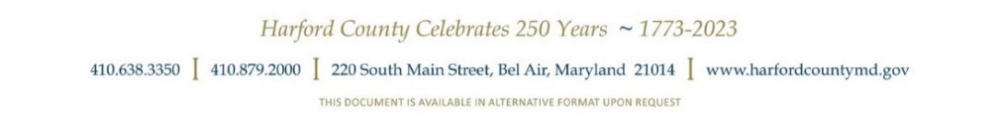 Harford County Celebrates 250 Years ~ 1773-2023
410.638.3350 | 410.879.2000 | 220 South Main Street, Bel Air, Maryland 21014 | www.harfordcountymd.gov
THIS DOCUMENT IS AVAILABLE IN ALTERNATIVE FORMAT UPON REQUEST